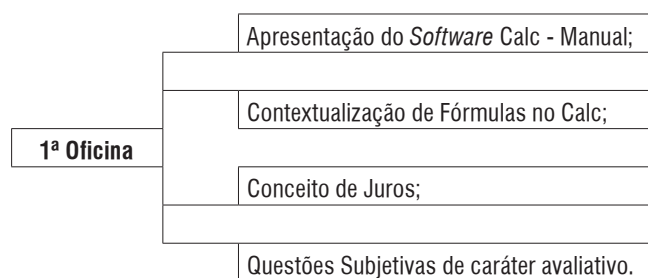 Apresentação do Software Calc - Manual;
Contextualização de Fórmulas no Calc;
1ª Oficina
Conceito de Juros;
Questões Subjetivas de caráter avaliativo.